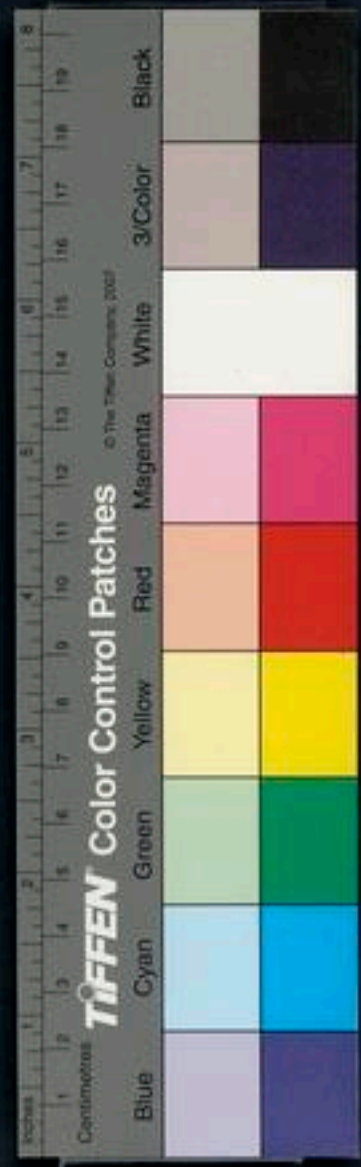 Inches 1 2 3 4 5 6 7 8
Centimetres 1 2 3 4 5 6 7 8 9 10 11 12 13 14 15 16 17 18 19
TIFFEN Color Control Patches © The Tiffen Company, 2007
Blue Cyan Green Yellow Red Magenta White 3/Color Black